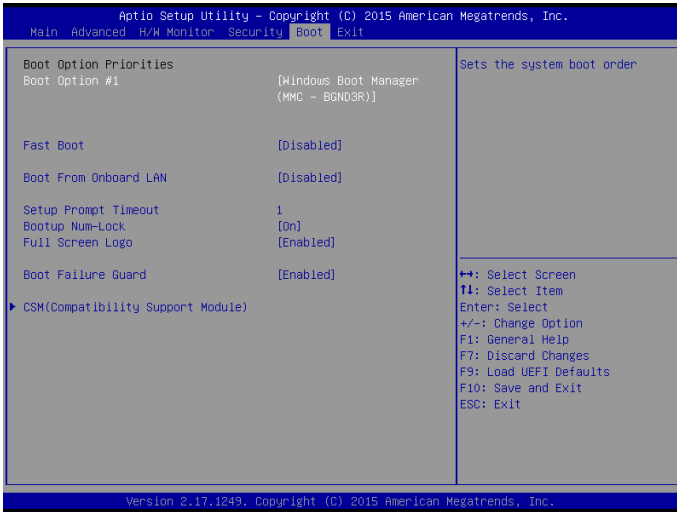 Aptio Setup Utility – Copyright (C) 2015 American Megatrends, Inc.
Main Advanced H/W Monitor Security Boot Exit
Boot Option Priorities
Boot Option #1 [Windows Boot Manager
(MMC – BGND3R)]
Fast Boot [Disabled]
Boot From Onboard LAN [Disabled]
Setup Prompt Timeout 1
Bootup Num-Lock [On]
Full Screen Logo [Enabled]
Boot Failure Guard [Enabled]
▶ CSM(Compatibility Support Module)
Sets the system boot order
↔: Select Screen
↑↓: Select Item
Enter: Select
+/-: Change Option
F1: General Help
F7: Discard Changes
F9: Load UEFI Defaults
F10: Save and Exit
ESC: Exit
Version 2.17.1249. Copyright (C) 2015 American Megatrends, Inc.